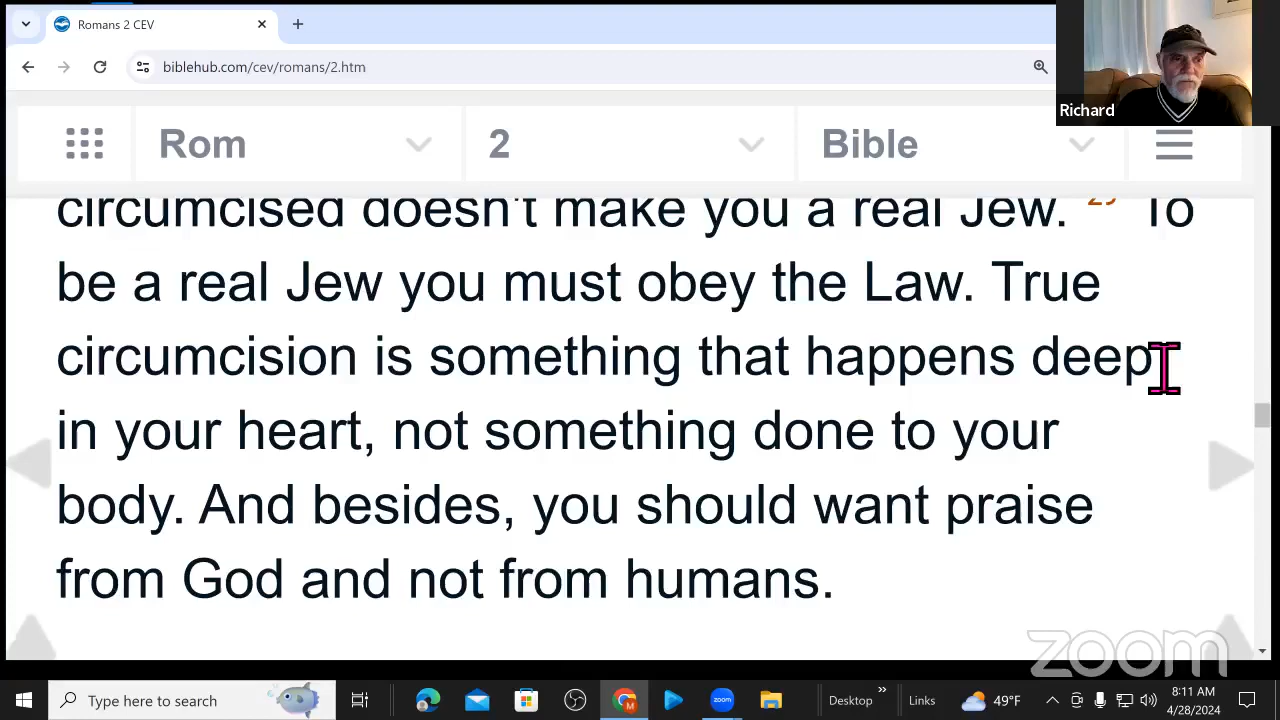 Romans 2 CEV
biblehub.com/cev/romans/2.htm
Richard
Rom 2 Bible
circumcised doesn't make you a real Jew. 29 To
be a real Jew you must obey the Law. True
circumcision is something that happens deep
in your heart, not something done to your
body. And besides, you should want praise
from God and not from humans.
zoom
Type here to search
zoom
Desktop
Links
49°F
8:11 AM
4/28/2024